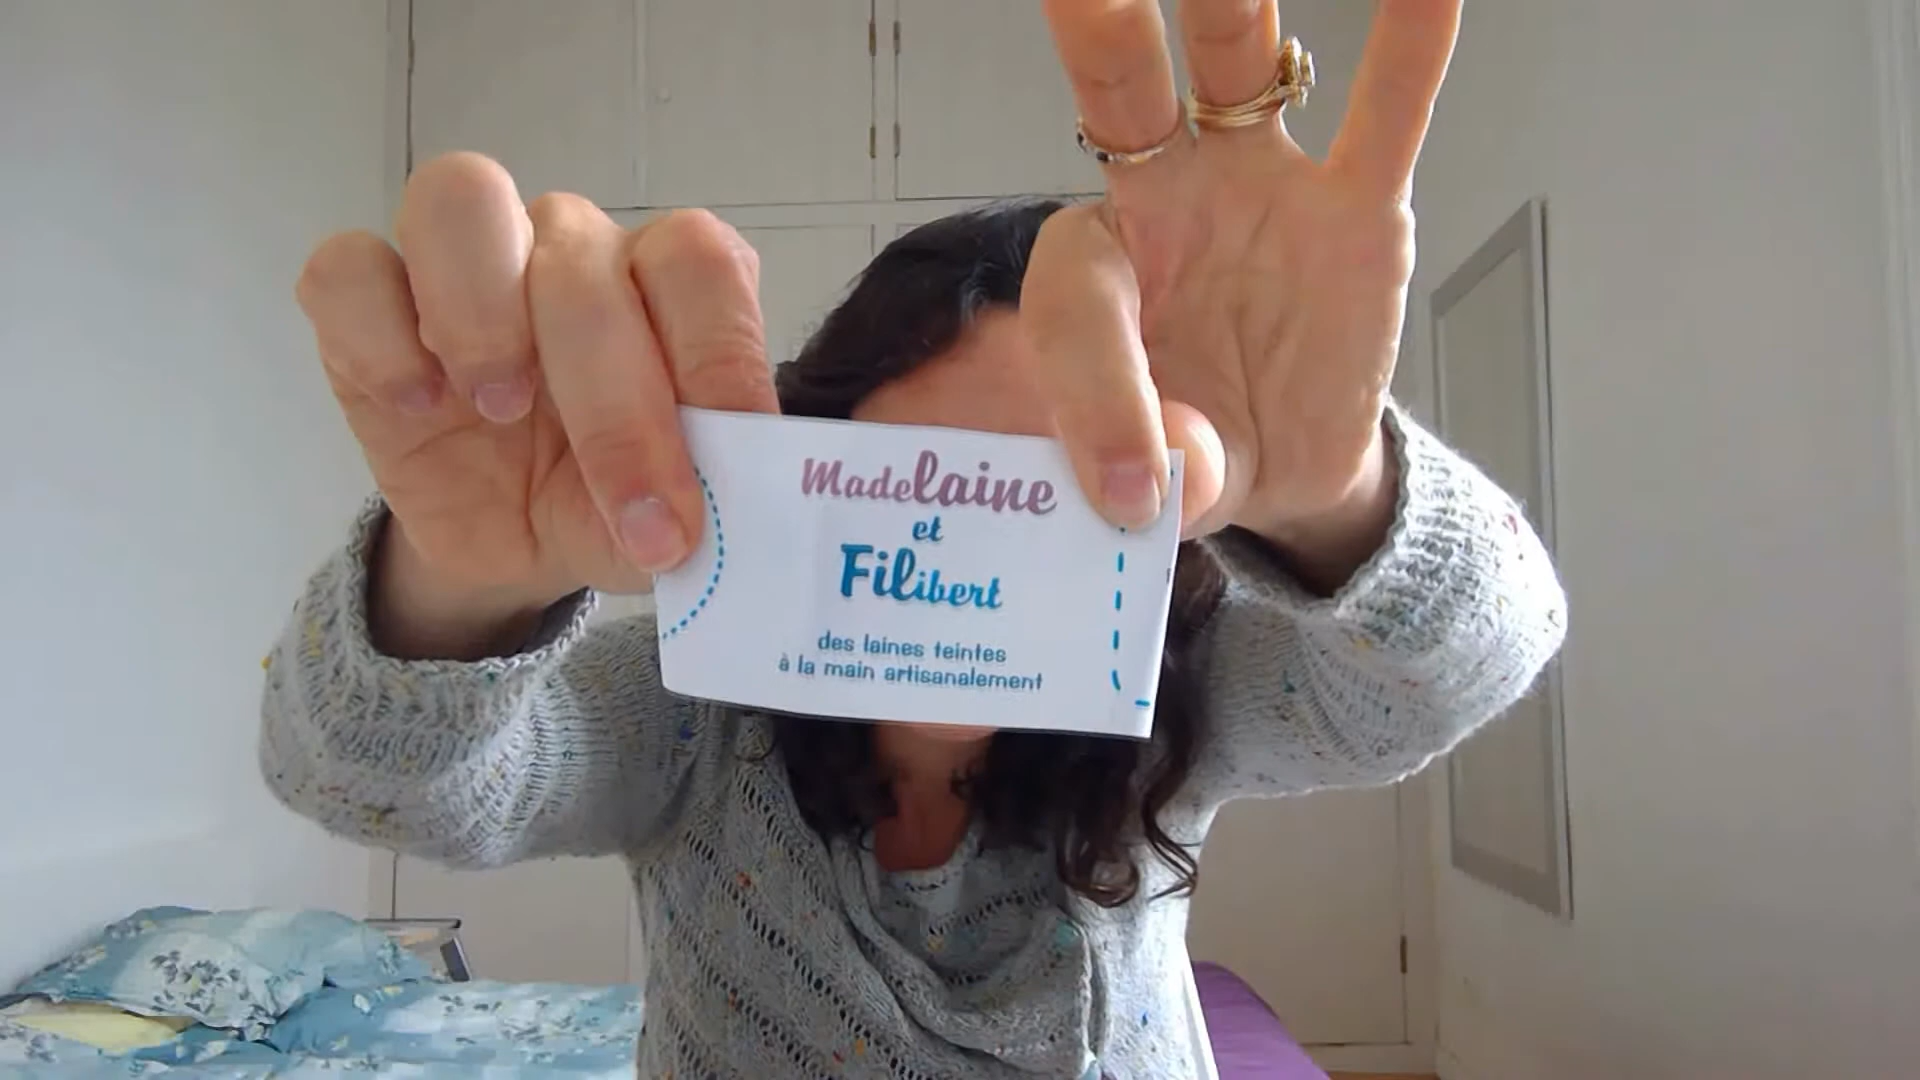 Madelaine
et
Filibert
des laines teintes
à la main artisanalement